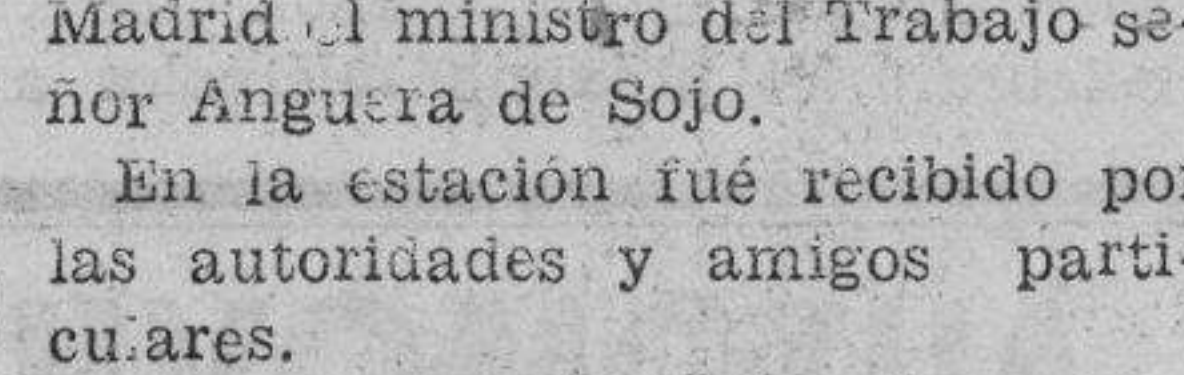 Madrid el ministro del Trabajo se-
ñor Anguera de Sojo.
En la estación fué recibido por
las autoridades y amigos parti-
culares.